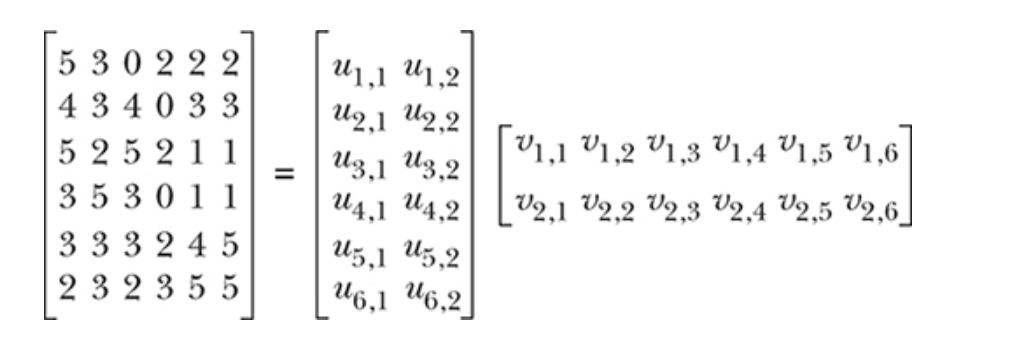 5 3 0 2 2 2
4 3 4 0 3 3
5 2 5 2 1 1
3 5 3 0 1 1
3 3 3 2 4 5
2 3 2 3 5 5
=
u1,1 u1,2
u2,1 u2,2
u3,1 u3,2
u4,1 u4,2
u5,1 u5,2
u6,1 u6,2
v1,1 v1,2 v1,3 v1,4 v1,5 v1,6
v2,1 v2,2 v2,3 v2,4 v2,5 v2,6